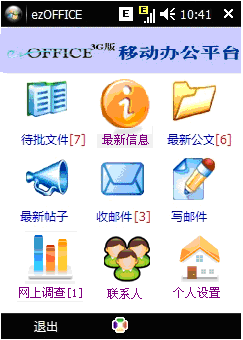 ezOFFICE E E 10:41
ezOFFICE 3G版 移动办公平台
待批文件[7] 最新信息 最新公文[6]
最新帖子 收邮件[3] 写邮件
网上调查[1] 联系人 个人设置
退出